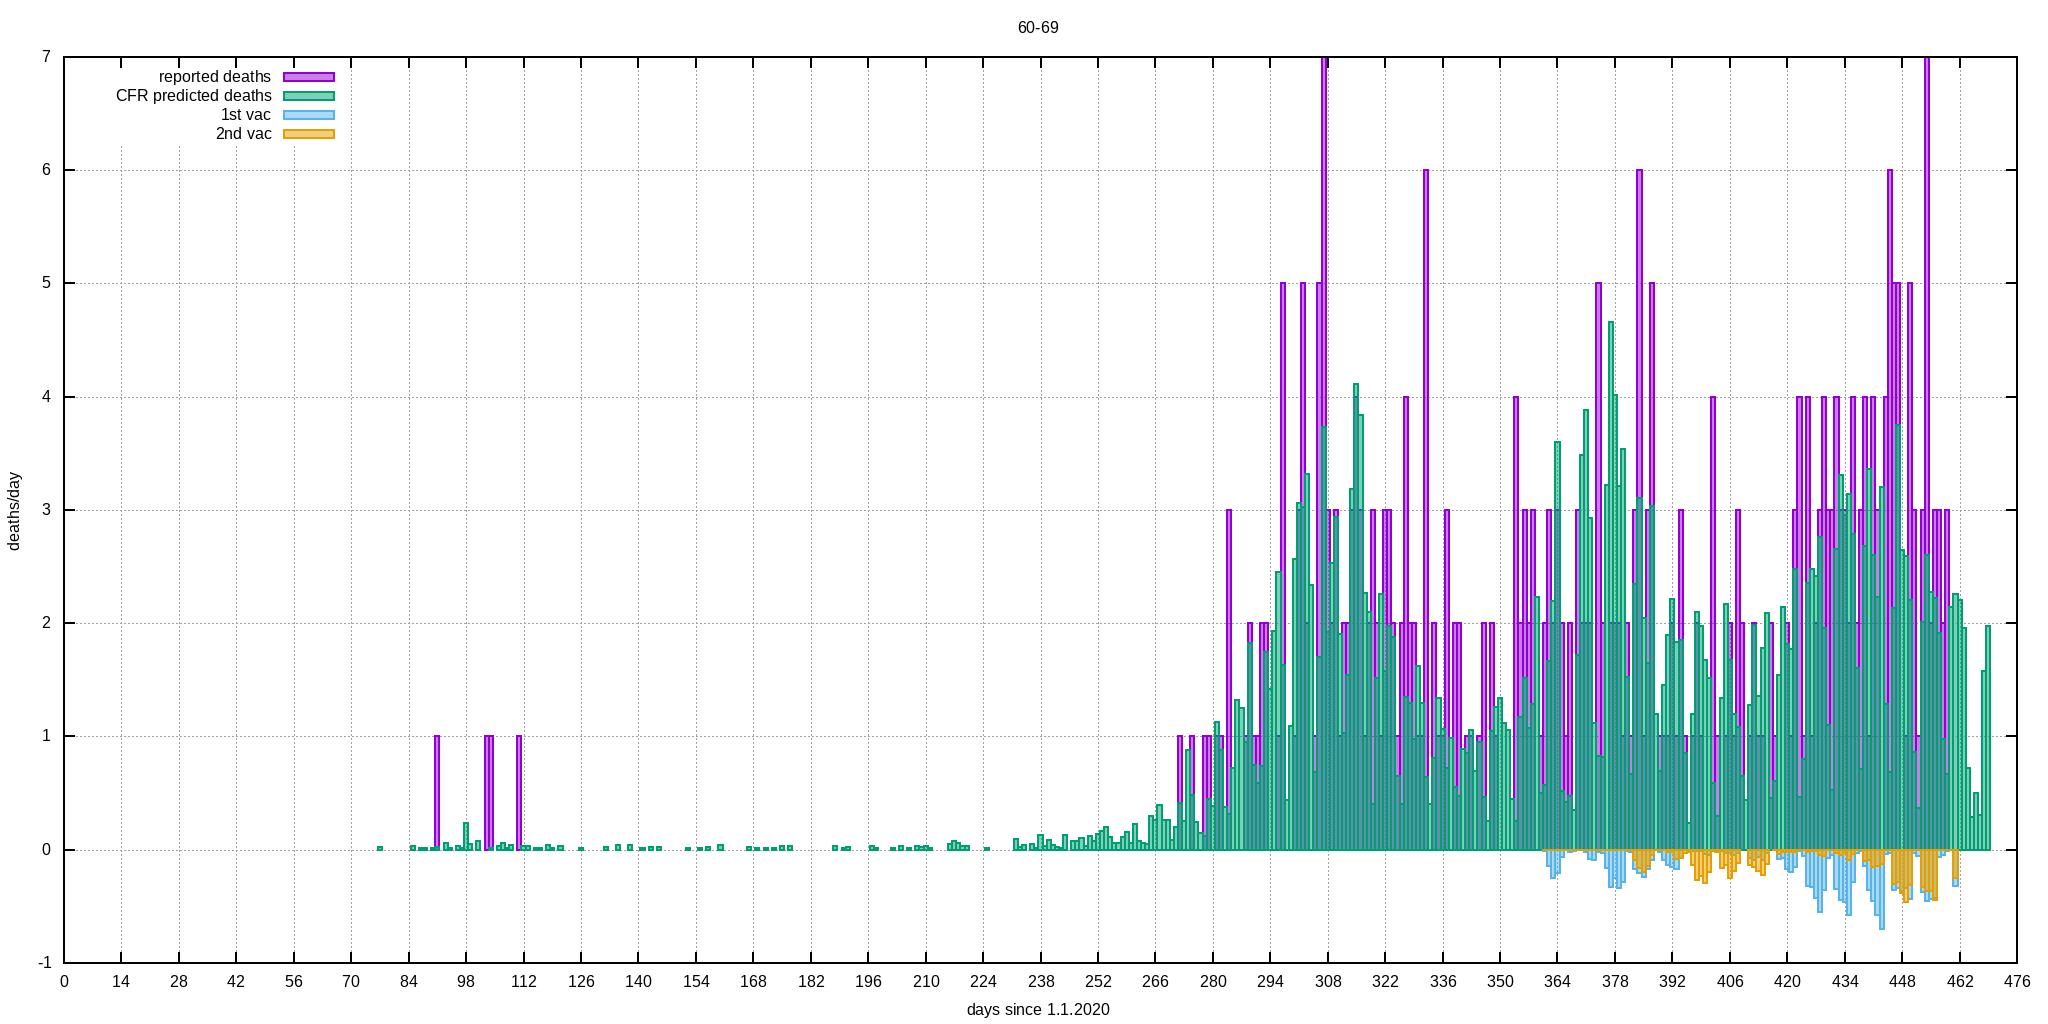 60-69
7
reported deaths
CFR predicted deaths
1st vac
2nd vac
6
5
4
3
2
1
0
-1
deaths/day
0 14 28 42 56 70 84 98 112 126 140 154 168 182 196 210 224 238 252 266 280 294 308 322 336 350 364 378 392 406 420 434 448 462 476
days since 1.1.2020